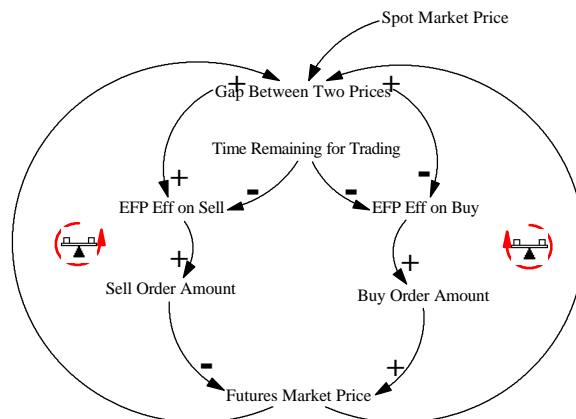 Spot Market Price
+ +
Gap Between Two Prices
Time Remaining for Trading
+ - - -
EFP Eff on Sell EFP Eff on Buy
+ +
Sell Order Amount Buy Order Amount
- +
Futures Market Price